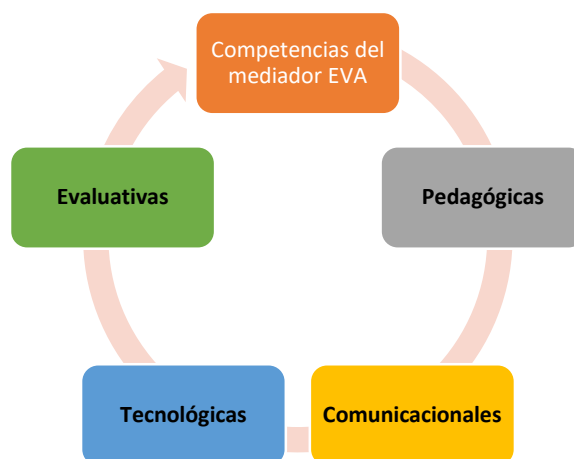 Competencias del
mediador EVA
Evaluativas
Pedagógicas
Tecnológicas
Comunicacionales